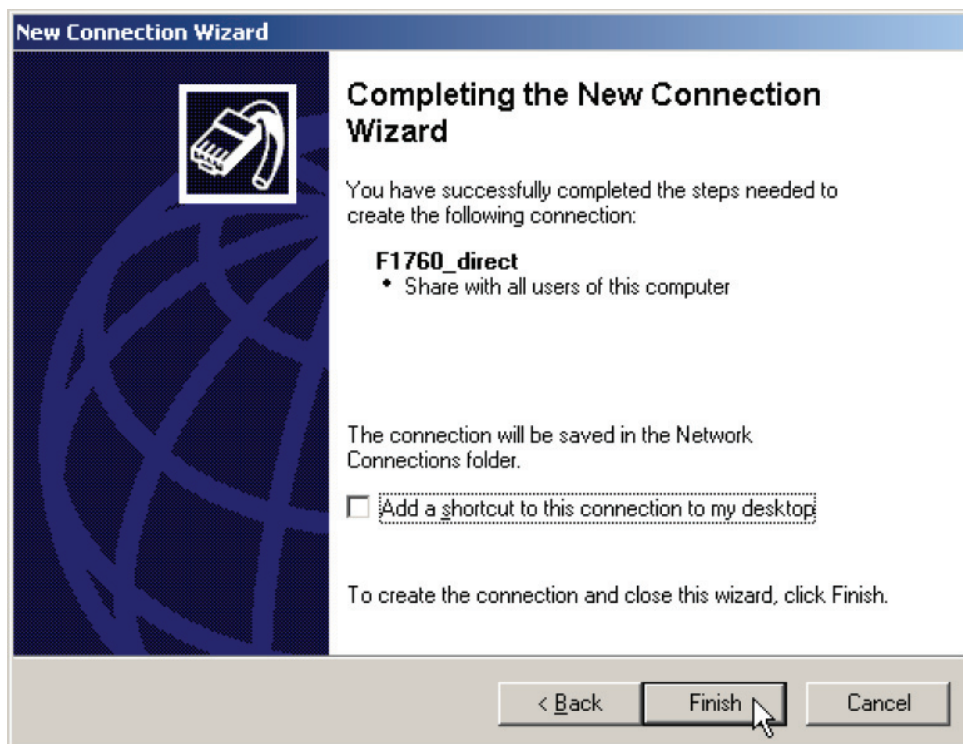 New Connection Wizard
Completing the New Connection
Wizard
You have successfully completed the steps needed to
create the following connection:
F1760_direct
• Share with all users of this computer
The connection will be saved in the Network
Connections folder.
Add a shortcut to this connection to my desktop
To create the connection and close this wizard, click Finish.
< Back
Finish
Cancel